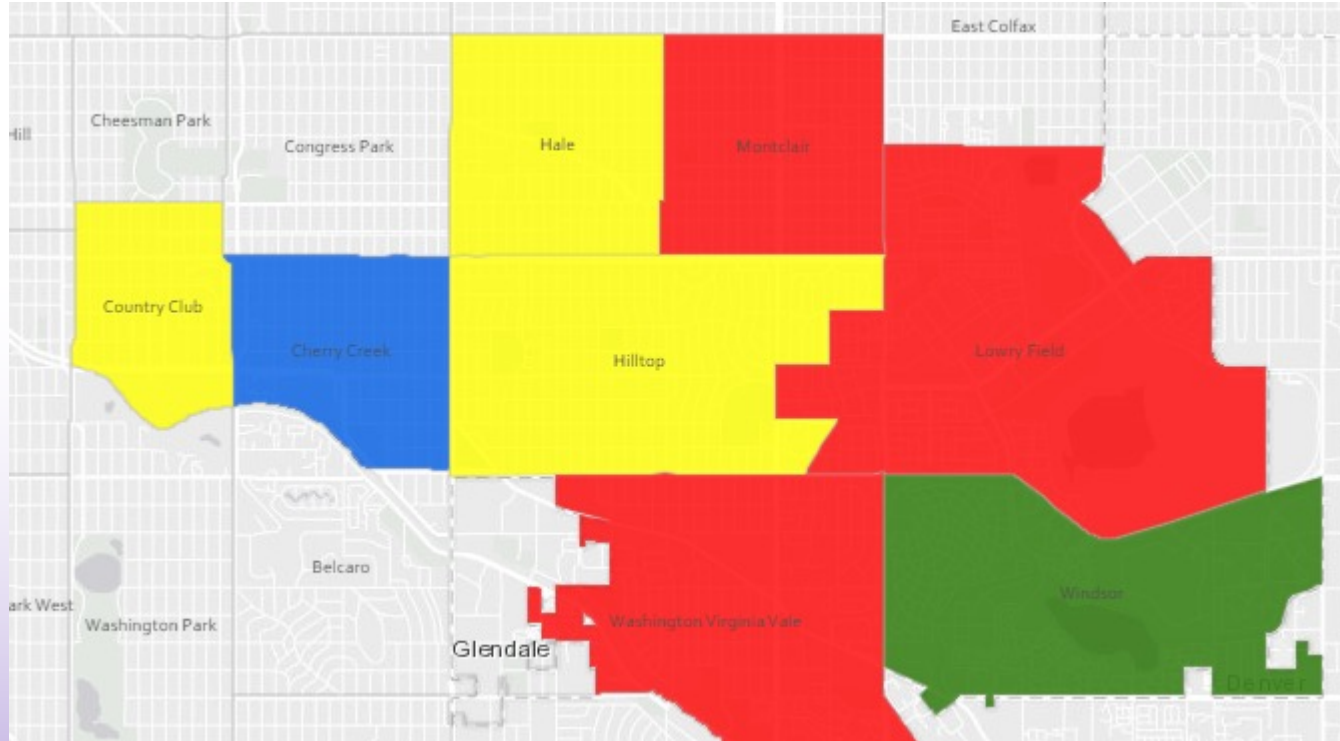 East Colfax
Cheesman Park
Hill
Congress Park
Hale
Montclair
Country Club
Cherry Creek
Hilltop
Lowry Field
Belcaro
Windsor
ark West
Washington Park
Washington Virginia Vale
Glendale
Denver